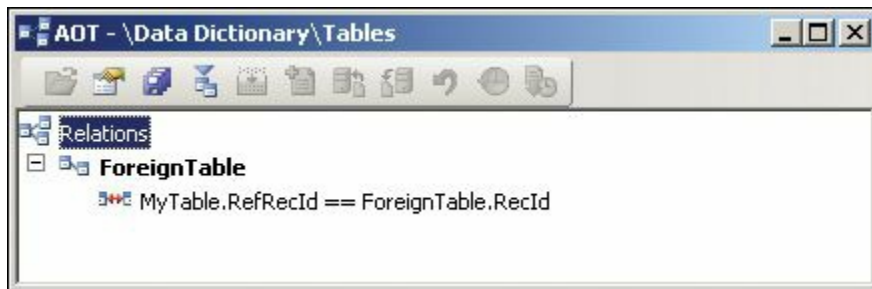 AOT - \Data Dictionary\Tables
Relations
ForeignTable
MyTable.RefRecId == ForeignTable.RecId